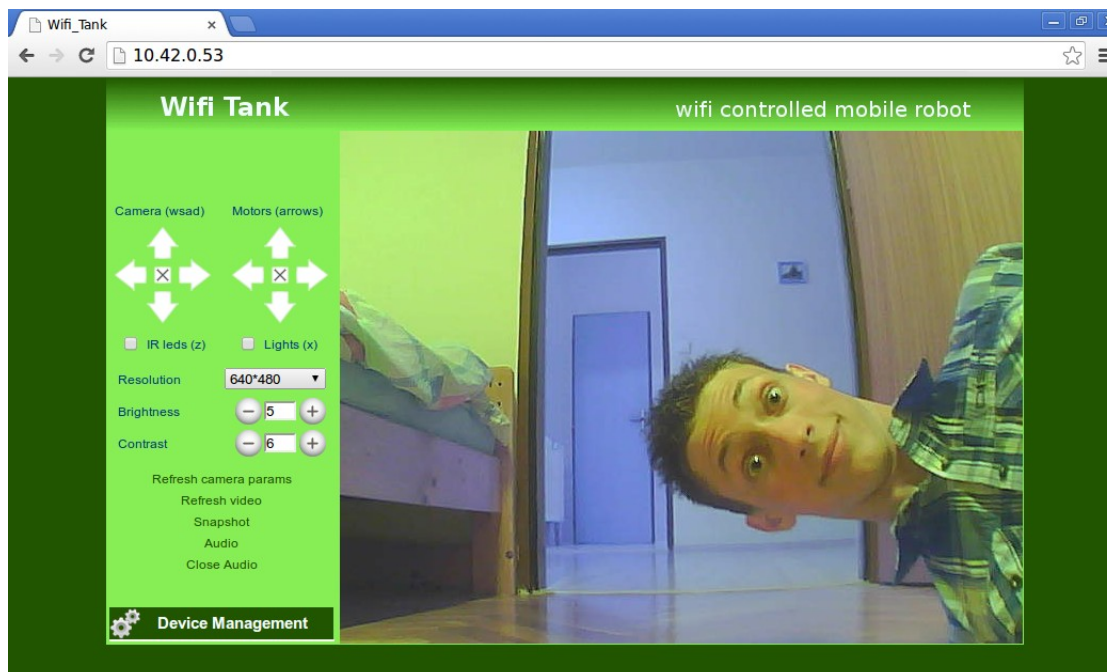 Wifi_Tank
10.42.0.53
Wifi Tank
wifi controlled mobile robot
Camera (wsad) Motors (arrows)
IR leds (z) Lights (x)
Resolution 640*480
Brightness 5
Contrast 6
Refresh camera params
Refresh video
Snapshot
Audio
Close Audio
Device Management